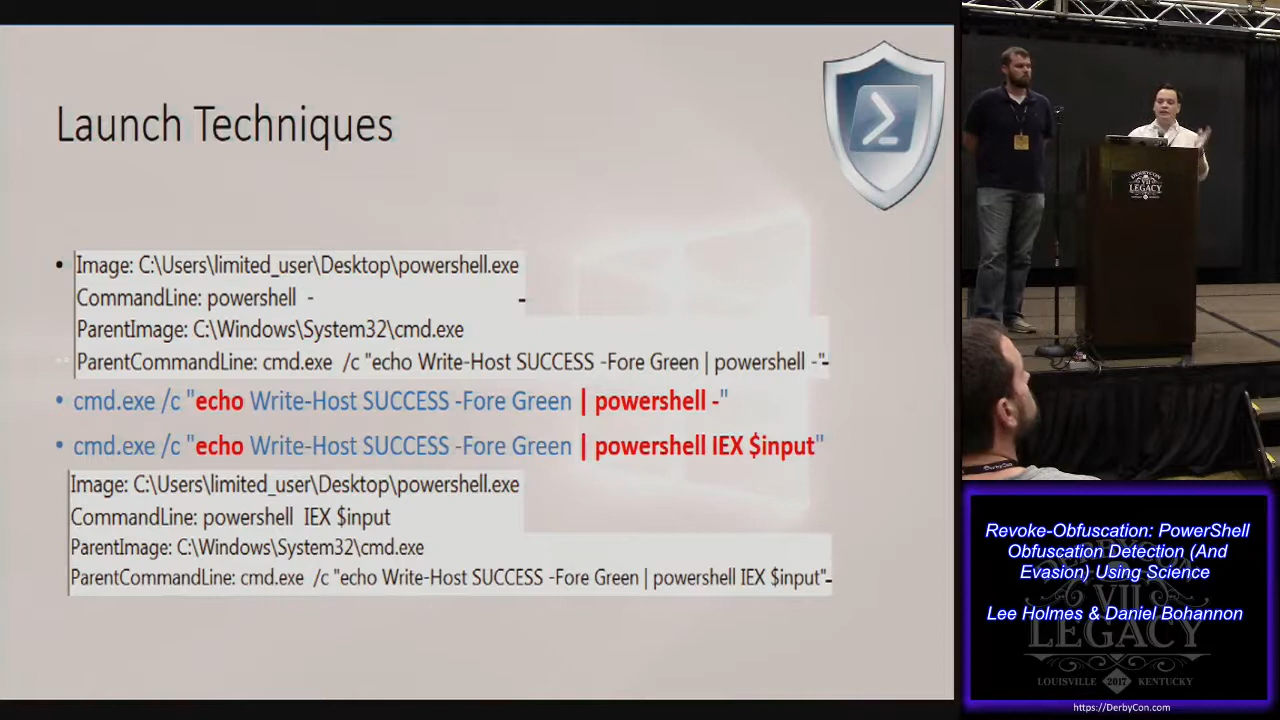 Launch Techniques
• Image: C:\Users\limited_user\Desktop\powershell.exe
CommandLine: powershell -
ParentImage: C:\Windows\System32\cmd.exe
ParentCommandLine: cmd.exe /c "echo Write-Host SUCCESS -Fore Green | powershell -"
• cmd.exe /c "echo Write-Host SUCCESS -Fore Green | powershell -"
• cmd.exe /c "echo Write-Host SUCCESS -Fore Green | powershell IEX $input"
Image: C:\Users\limited_user\Desktop\powershell.exe
CommandLine: powershell IEX $input
ParentImage: C:\Windows\System32\cmd.exe
ParentCommandLine: cmd.exe /c "echo Write-Host SUCCESS -Fore Green | powershell IEX $input"
LEGACY
Revoke-Obfuscation: PowerShell
Obfuscation Detection (And
Evasion) Using Science
Lee Holmes & Daniel Bohannon
VII
LEGACY
LOUISVILLE 2017 KENTUCKY
https://DerbyCon.com